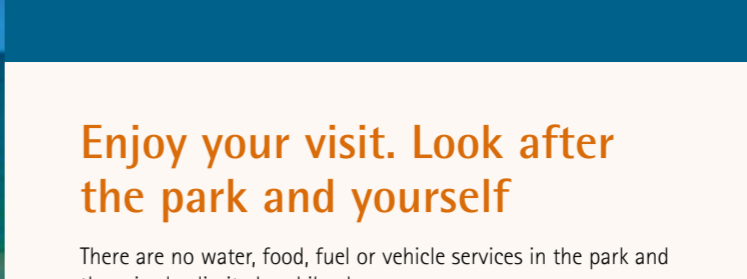 Enjoy your visit. Look after
the park and yourself
There are no water, food, fuel or vehicle services in the park and